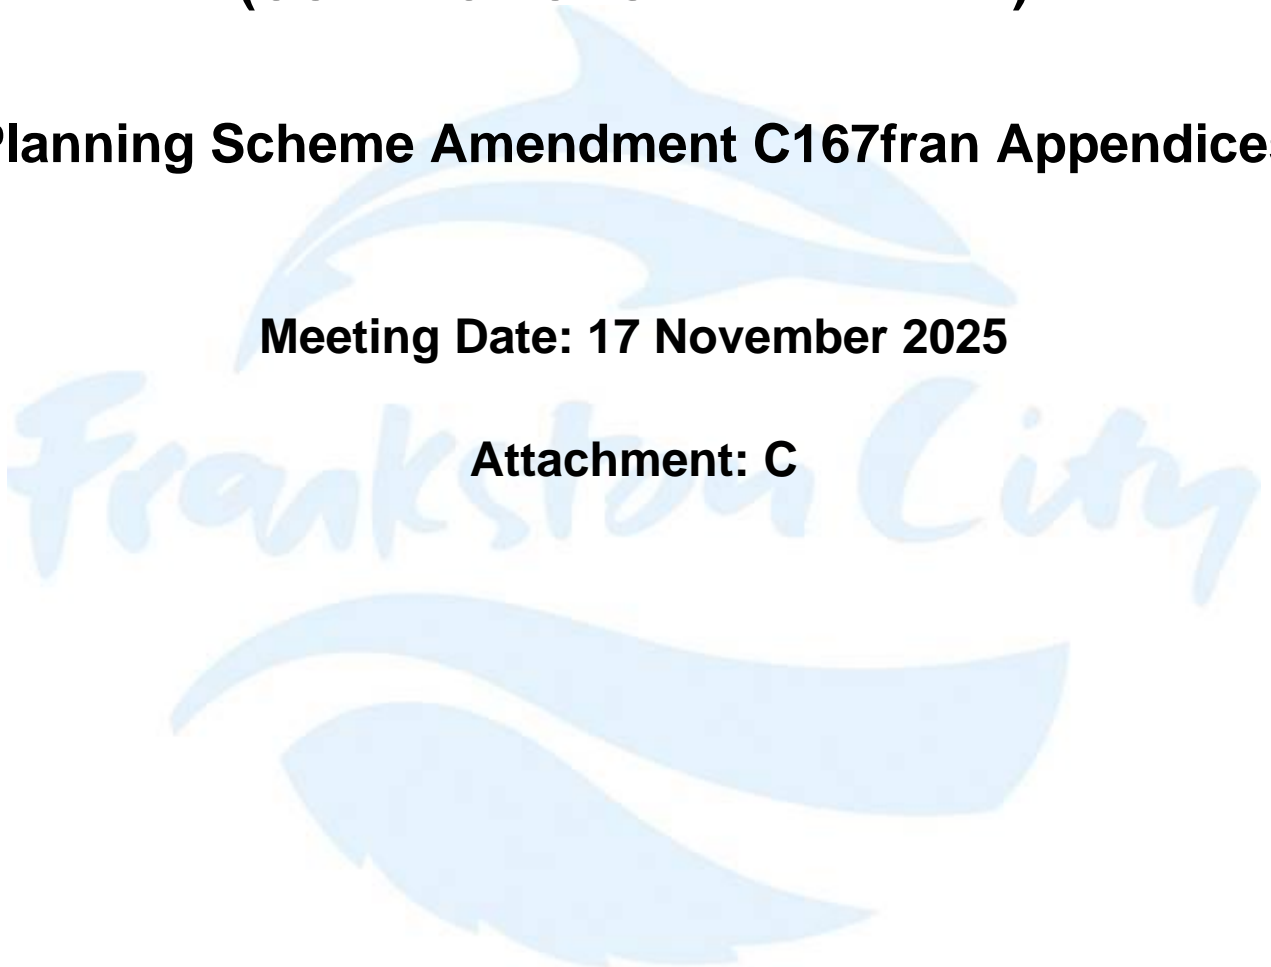 Planning Scheme Amendment C167fran Appendices
Meeting Date: 17 November 2025
Attachment: C
Frankston City